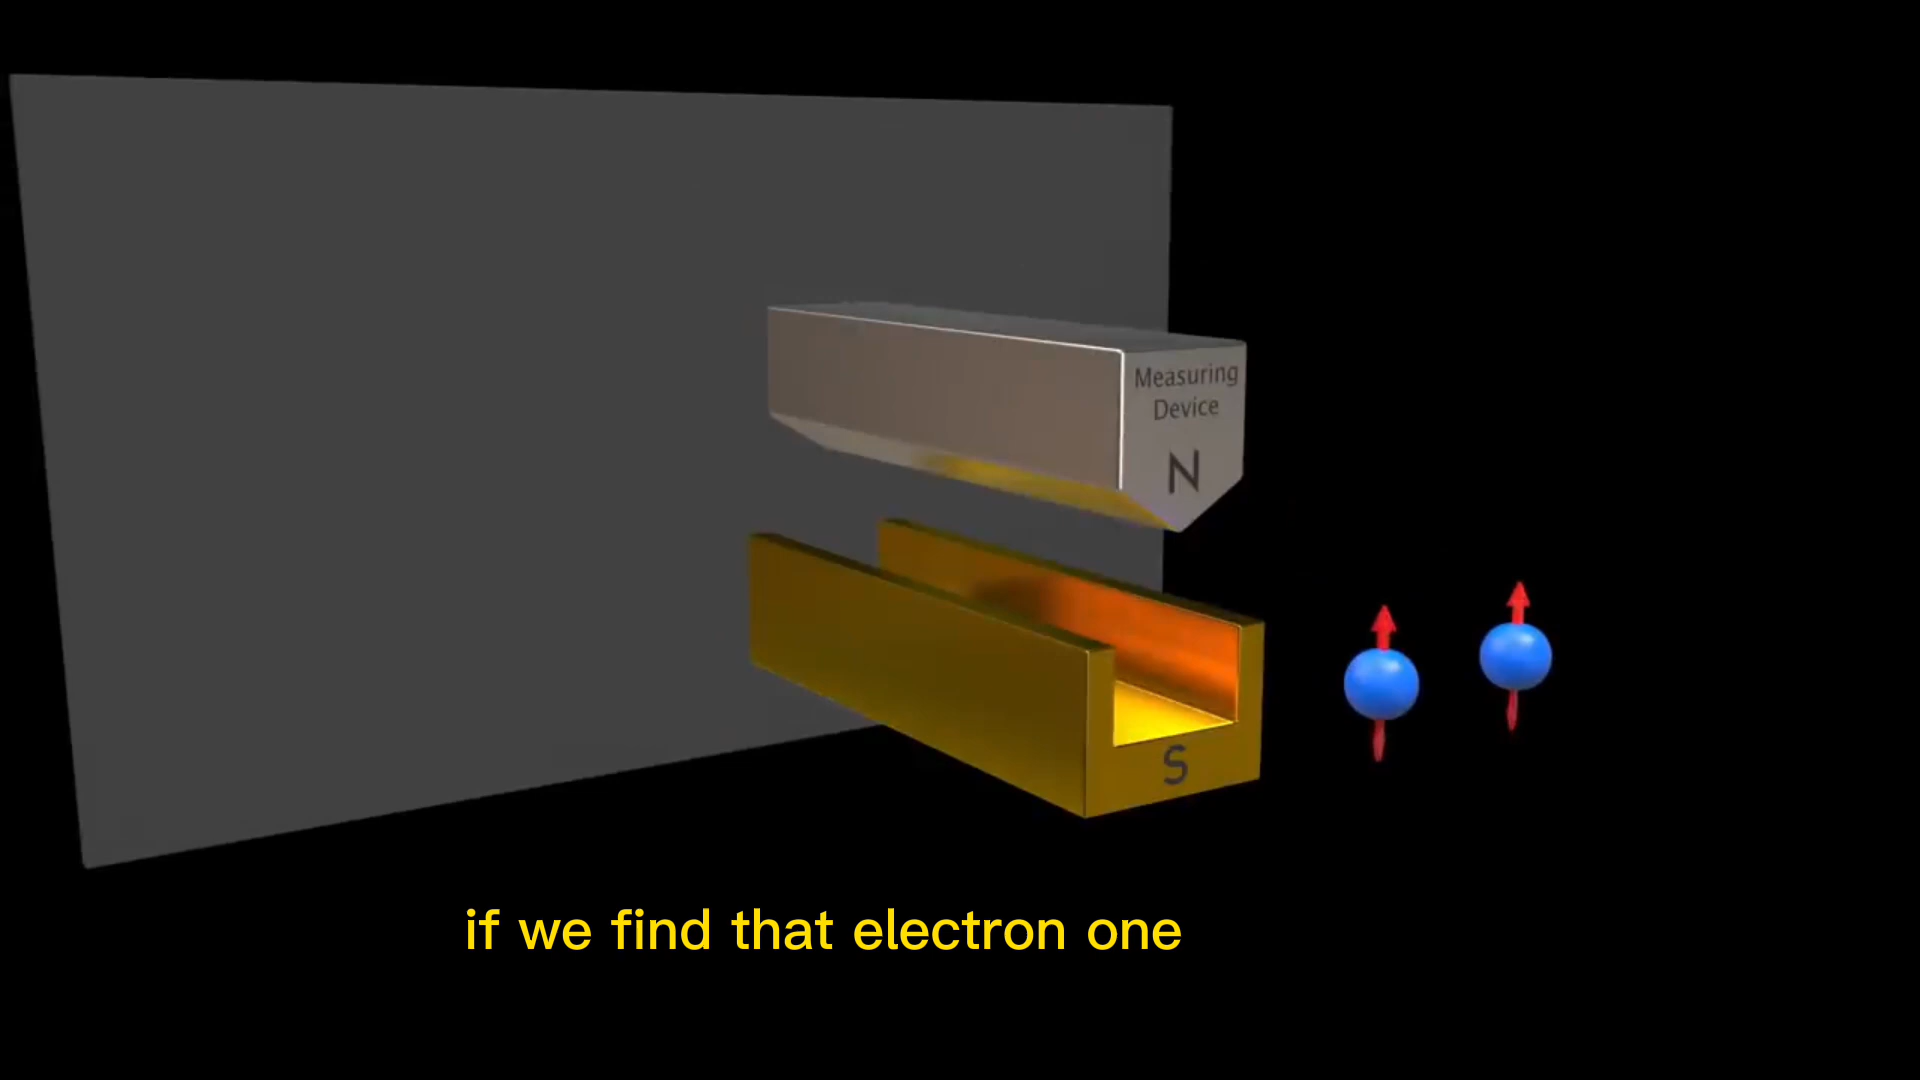 Measuring
Device
N
S
if we find that electron one